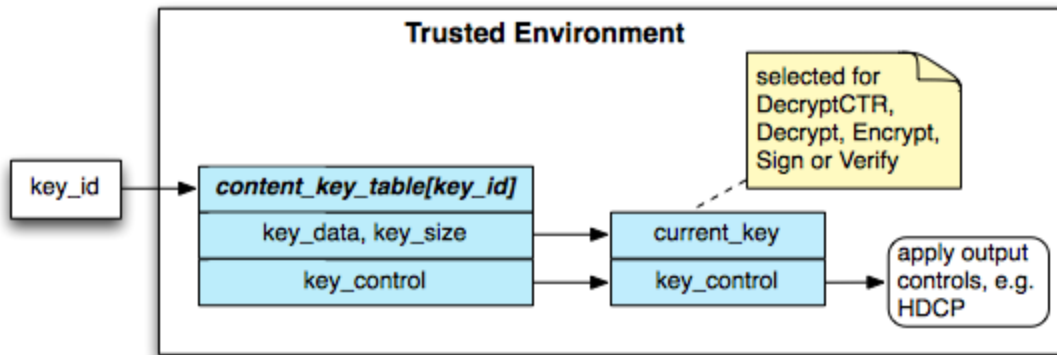 Trusted Environment
selected for
DecryptCTR,
Decrypt, Encrypt,
Sign or Verify
key_id
content_key_table[key_id]
key_data, key_size
current_key
key_control
key_control
apply output
controls, e.g.
HDCP